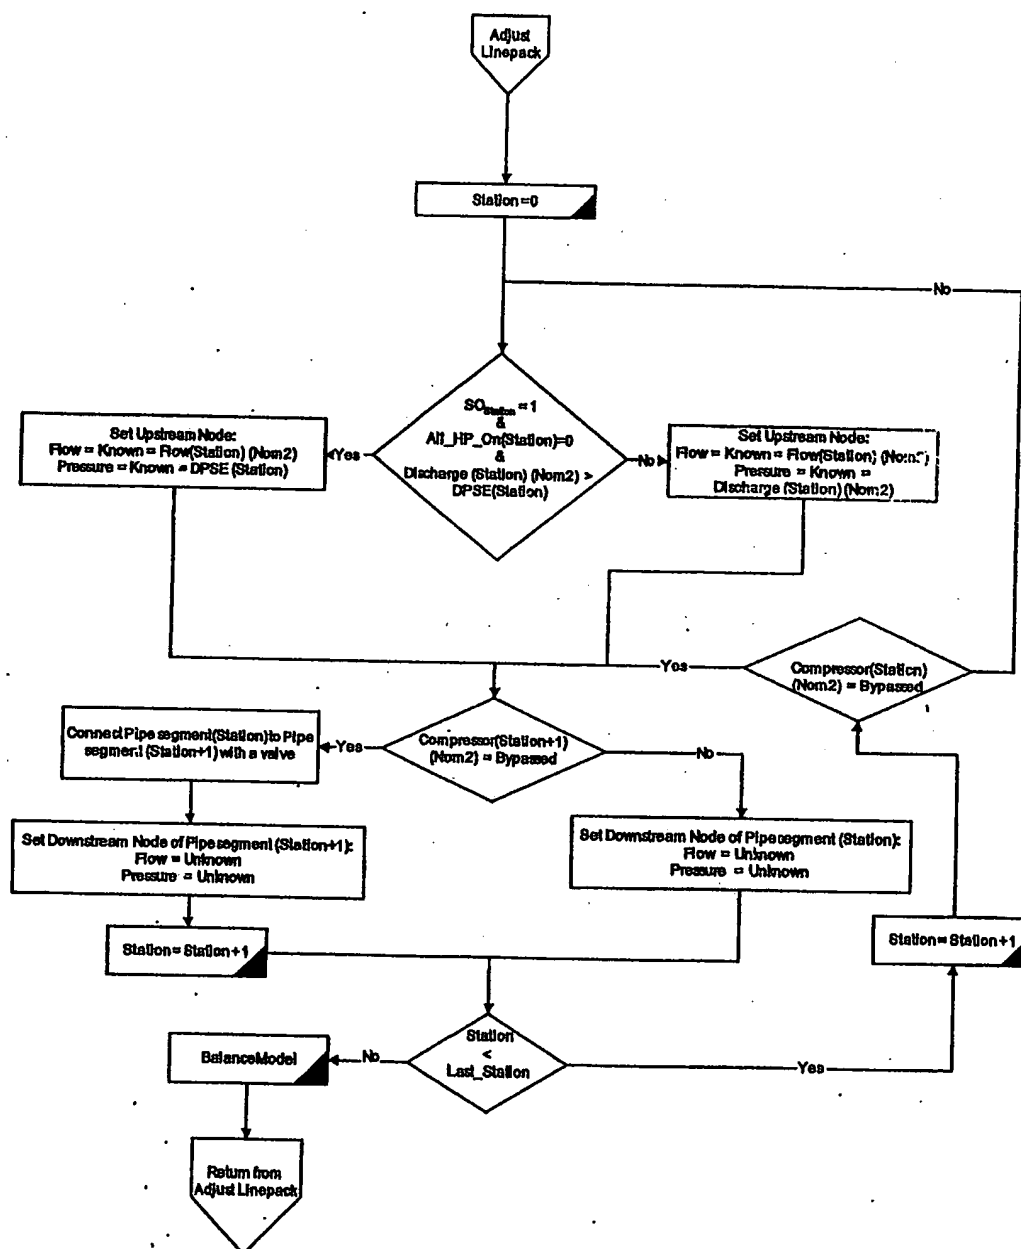 Adjust
Linepack
Station=0
No
SOStation = 1
&
Alt_HP_On(Station)=0
&
Discharge (Station) (Nom2) >
DPSE(Station)
Yes
No
Set Upstream Node:
Flow = Known = Flow(Station) (Nom2)
Pressure = Known = DPSE (Station)
Set Upstream Node:
Flow = Known = Flow(Station) (Nom2)
Pressure = Known =
Discharge (Station) (Nom2)
Yes
Compressor(Station)
(Nom2) = Bypassed
Connect Pipe segment(Station)to Pipe
segment (Station+1) with a valve
Yes
Compressor(Station+1)
(Nom2) = Bypassed
No
Set Downstream Node of Pipe segment (Station+1):
Flow = Unknown
Pressure = Unknown
Set Downstream Node of Pipe segment (Station):
Flow = Unknown
Pressure = Unknown
Station= Station+1
Station= Station+1
Station
<
Last_Station
No
Yes
BalanceModel
Return from
Adjust Linepack